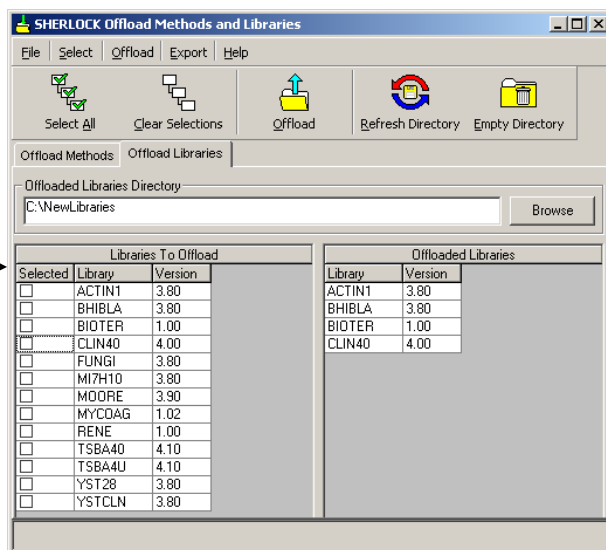 SHERLOCK Offload Methods and Libraries
File Select Offload Export Help
Select All Clear Selections Offload Refresh Directory Empty Directory
Offload Methods Offload Libraries
Offloaded Libraries Directory
C:\NewLibraries Browse
Libraries To Offload Offloaded Libraries
Selected Library Version Library Version
ACTIN1 3.80 ACTIN1 3.80
BHIBLA 3.80 BHIBLA 3.80
BIOTER 1.00 BIOTER 1.00
CLIN40 4.00 CLIN40 4.00
FUNGI 3.80
MI7H10 3.80
MOORE 3.90
MYCOAG 1.02
RENE 1.00
TSBA40 4.10
TSBA4U 4.10
YST28 3.80
YSTCLN 3.80